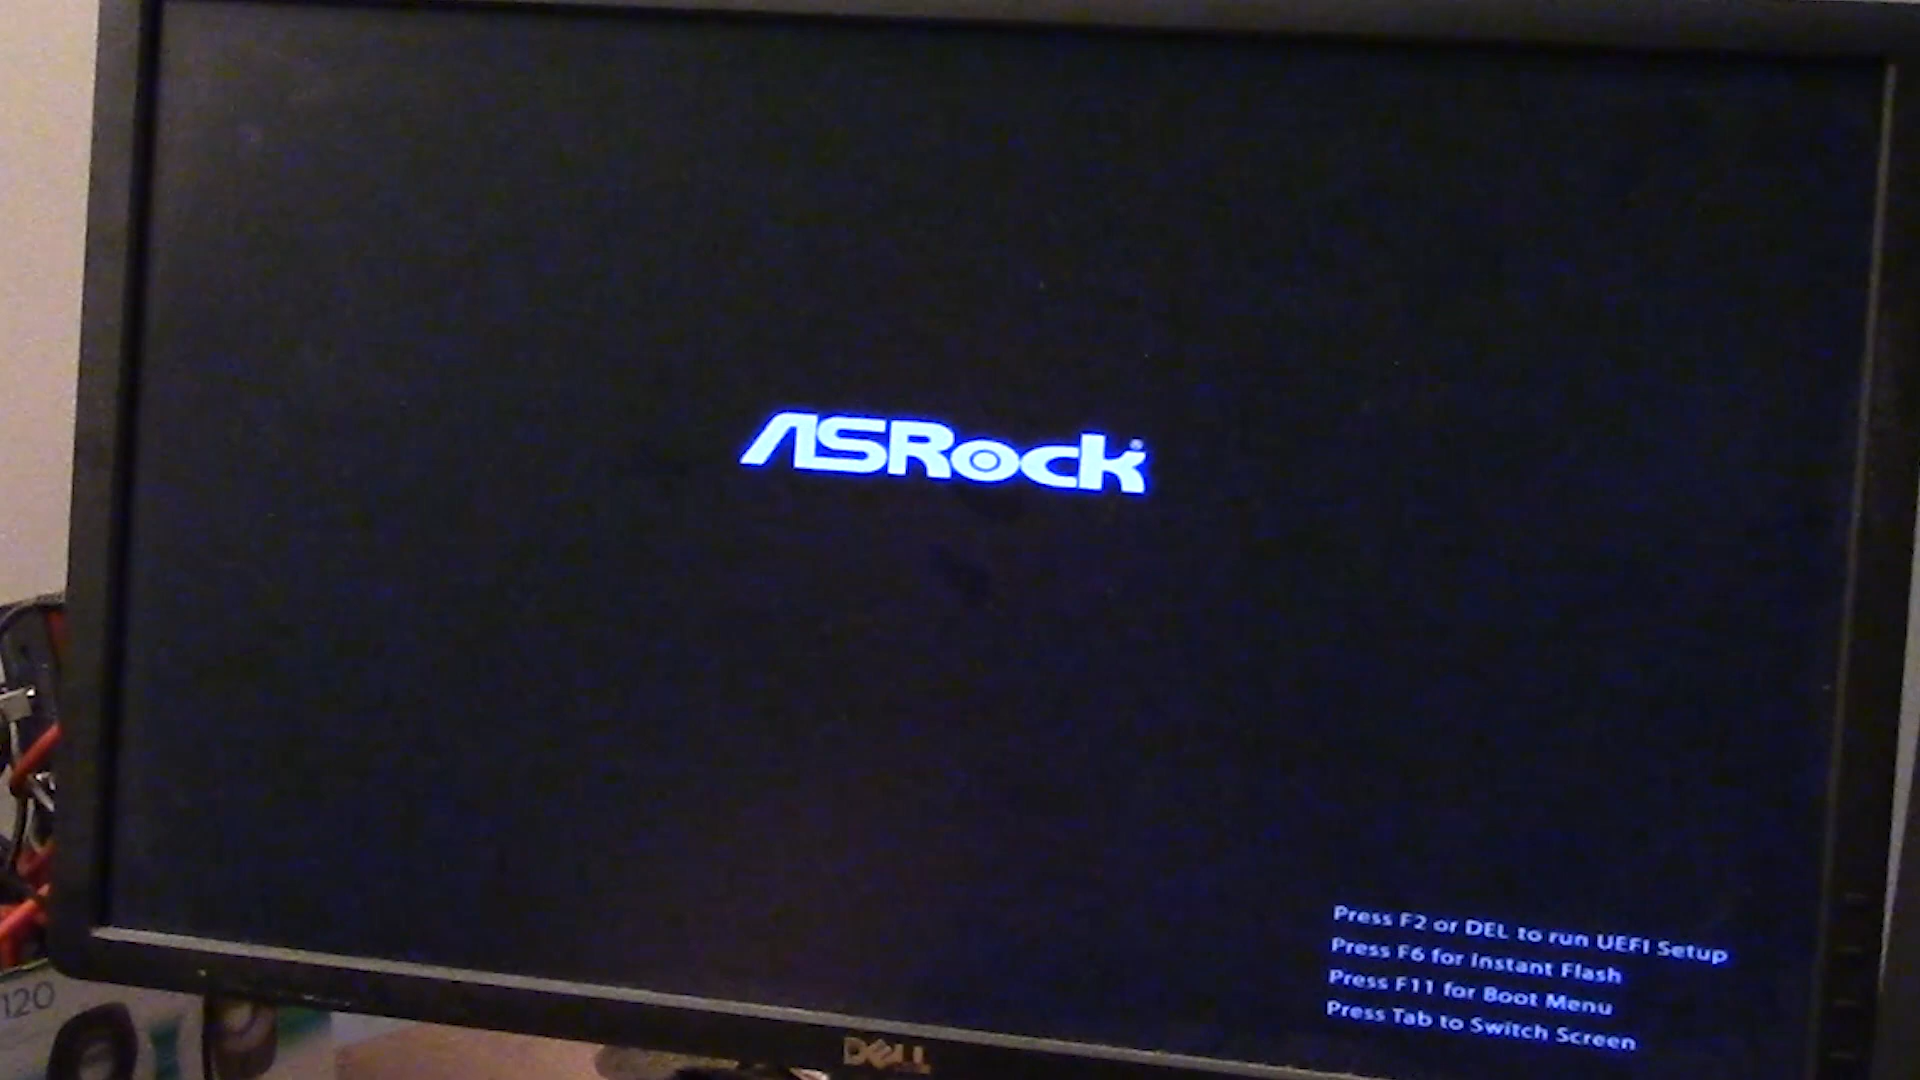 ASRock
Press F2 or DEL to run UEFI Setup
Press F6 for Instant Flash
Press F11 for Boot Menu
Press Tab to Switch Screen
120
DELL